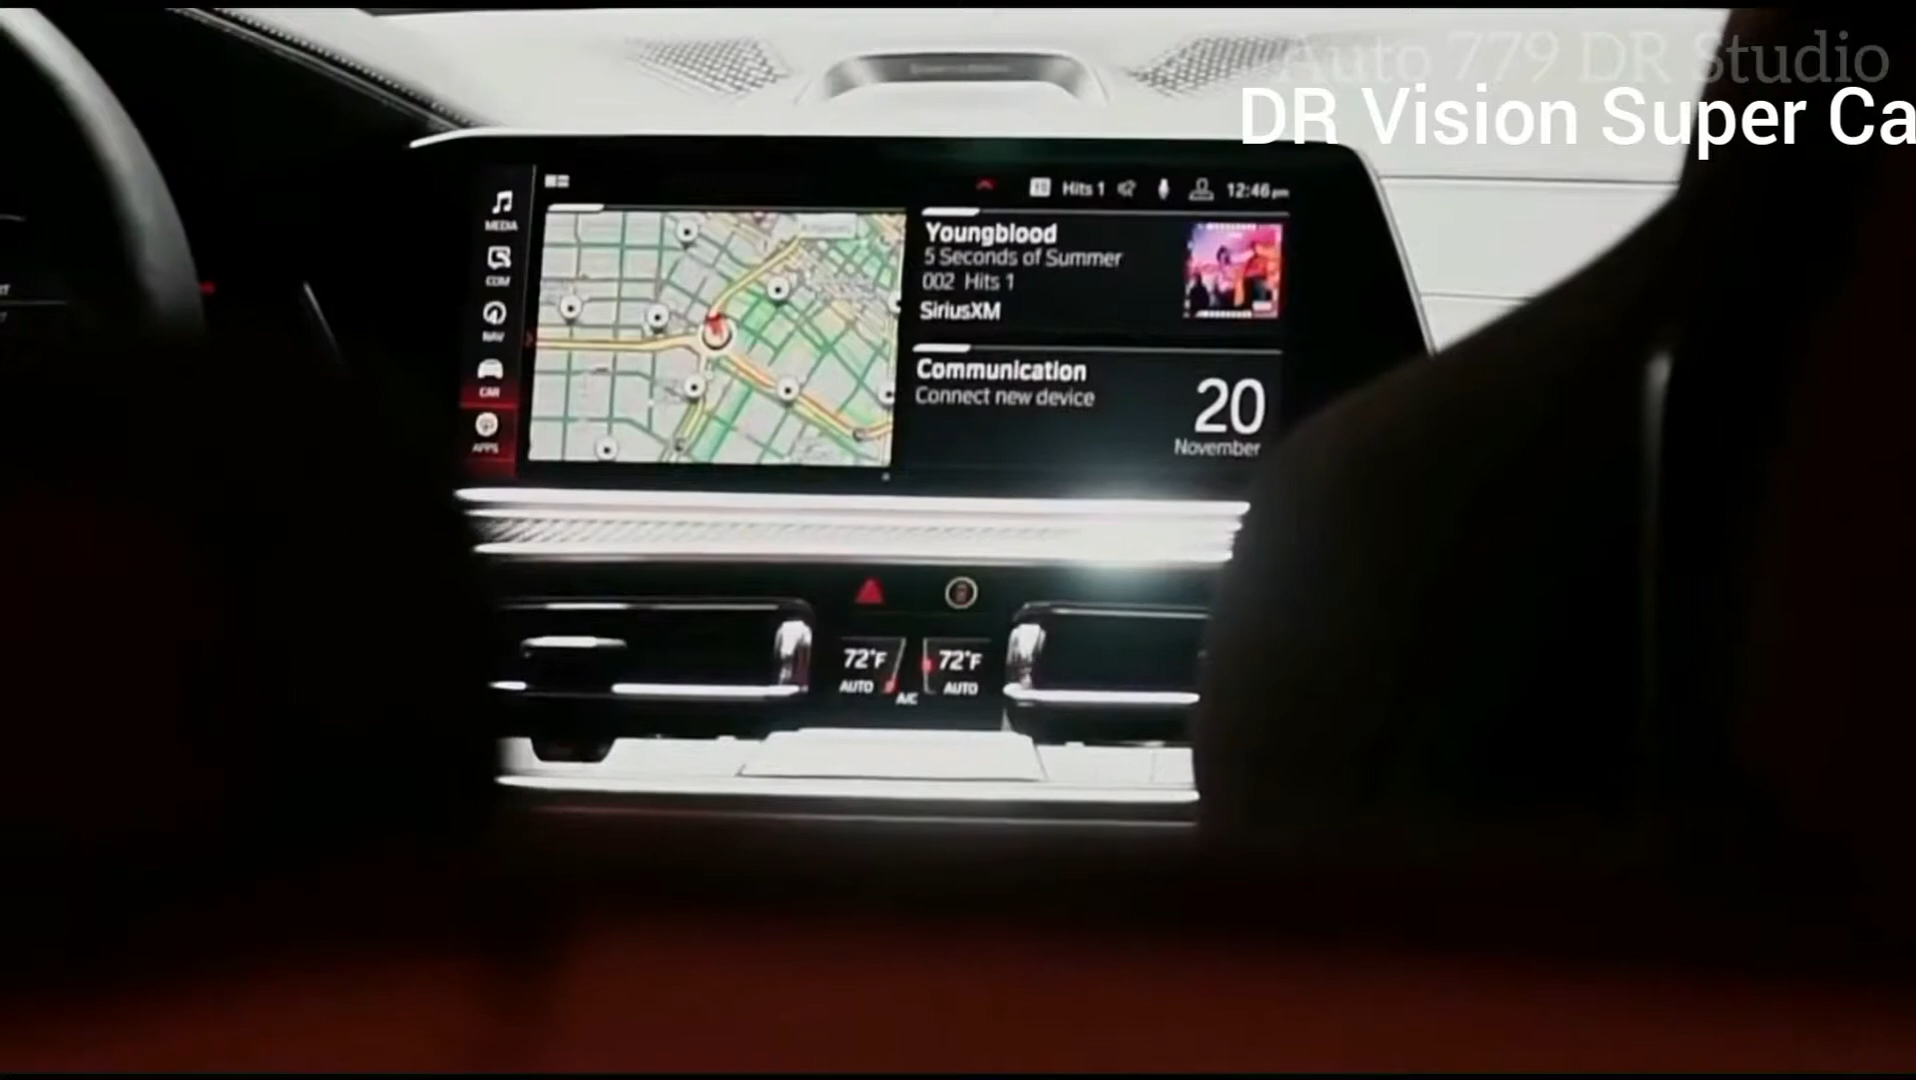 Auto 779 DR Studio
DR Vision Super Ca
Hits 1
12:46 pm
MEDIA
COM
NAV
CAR
APPS
Youngblood
5 Seconds of Summer
002 Hits 1
SiriusXM
Communication
Connect new device
20
November
72°F
72°F
AUTO
AUTO
A/C